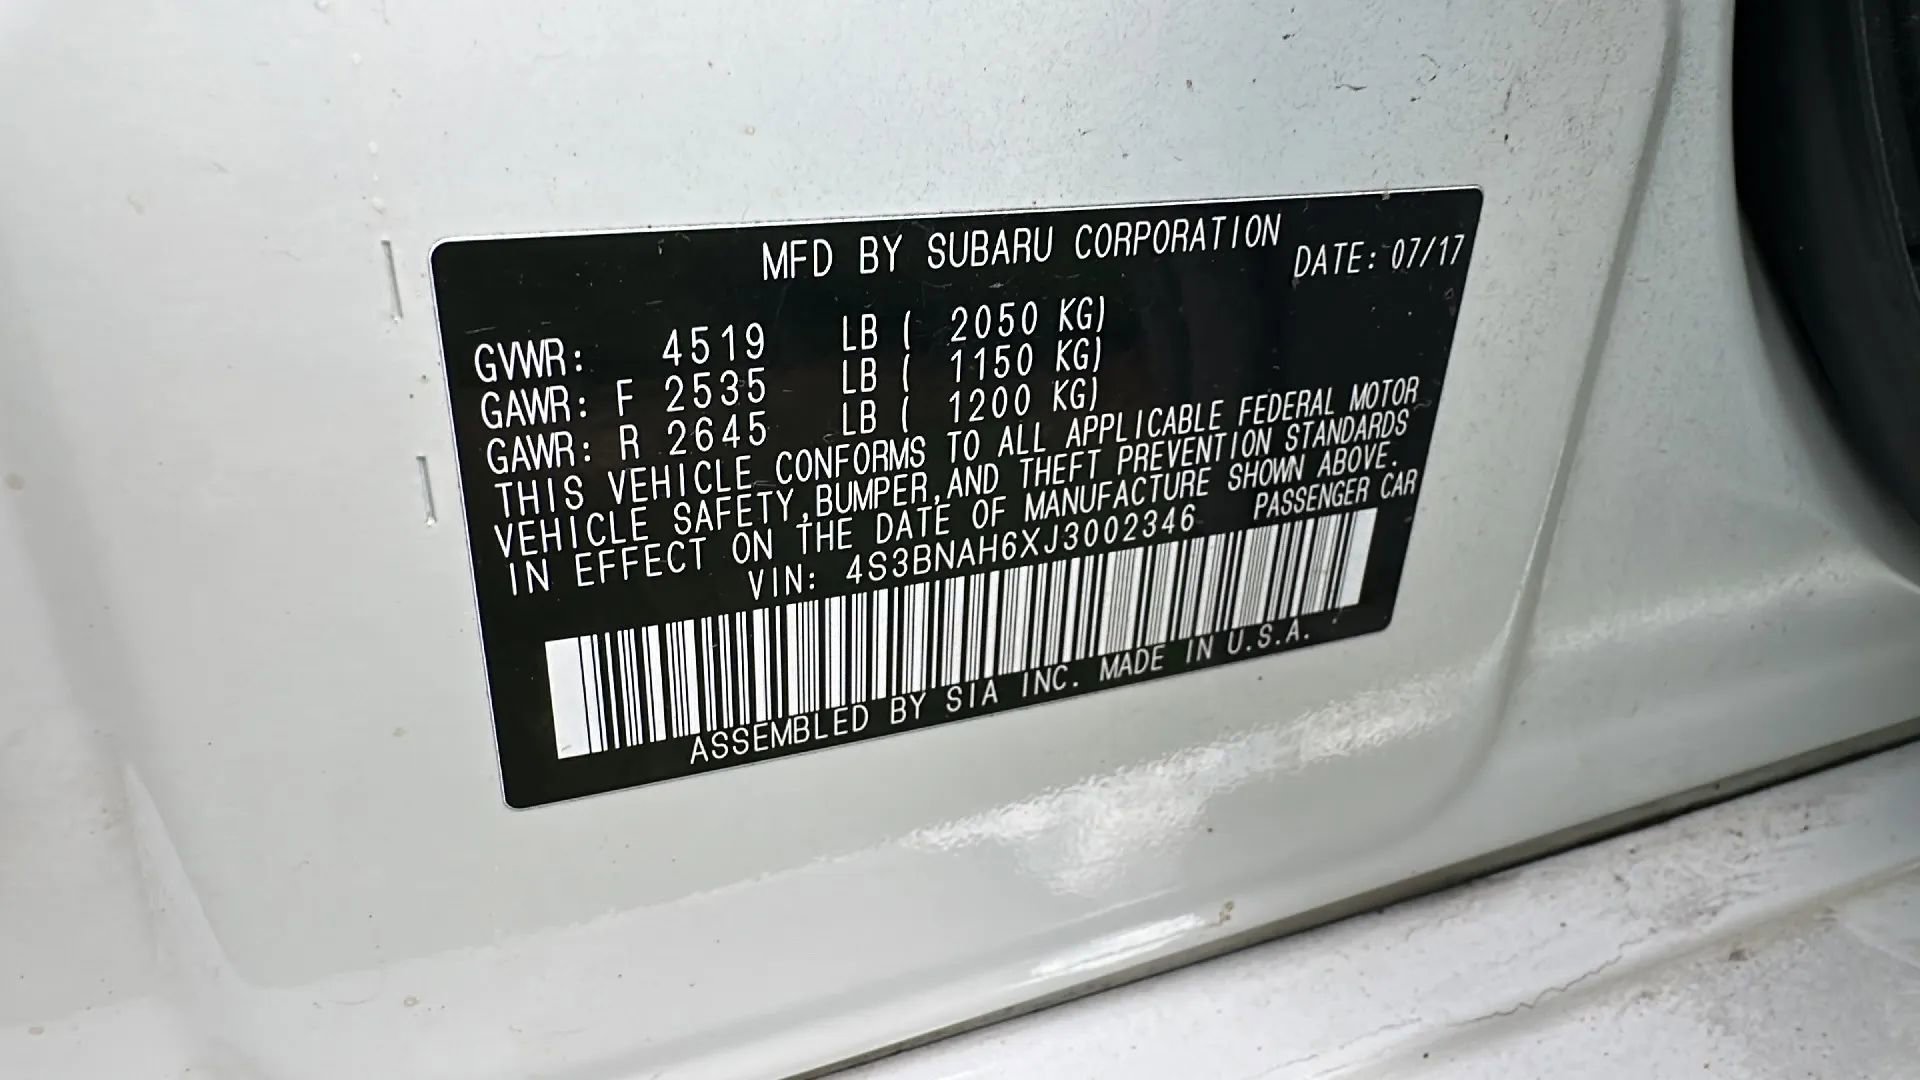 MFD BY SUBARU CORPORATION DATE: 07/17
GVWR: 4519 LB ( 2050 KG)
GAWR: F 2535 LB ( 1150 KG)
GAWR: R 2645 LB ( 1200 KG)
THIS VEHICLE CONFORMS TO ALL APPLICABLE FEDERAL MOTOR
VEHICLE SAFETY,BUMPER,AND THEFT PREVENTION STANDARDS
IN EFFECT ON THE DATE OF MANUFACTURE SHOWN ABOVE.
VIN: 4S3BNAH6XJ3002346 PASSENGER CAR
ASSEMBLED BY SIA INC. MADE IN U.S.A.